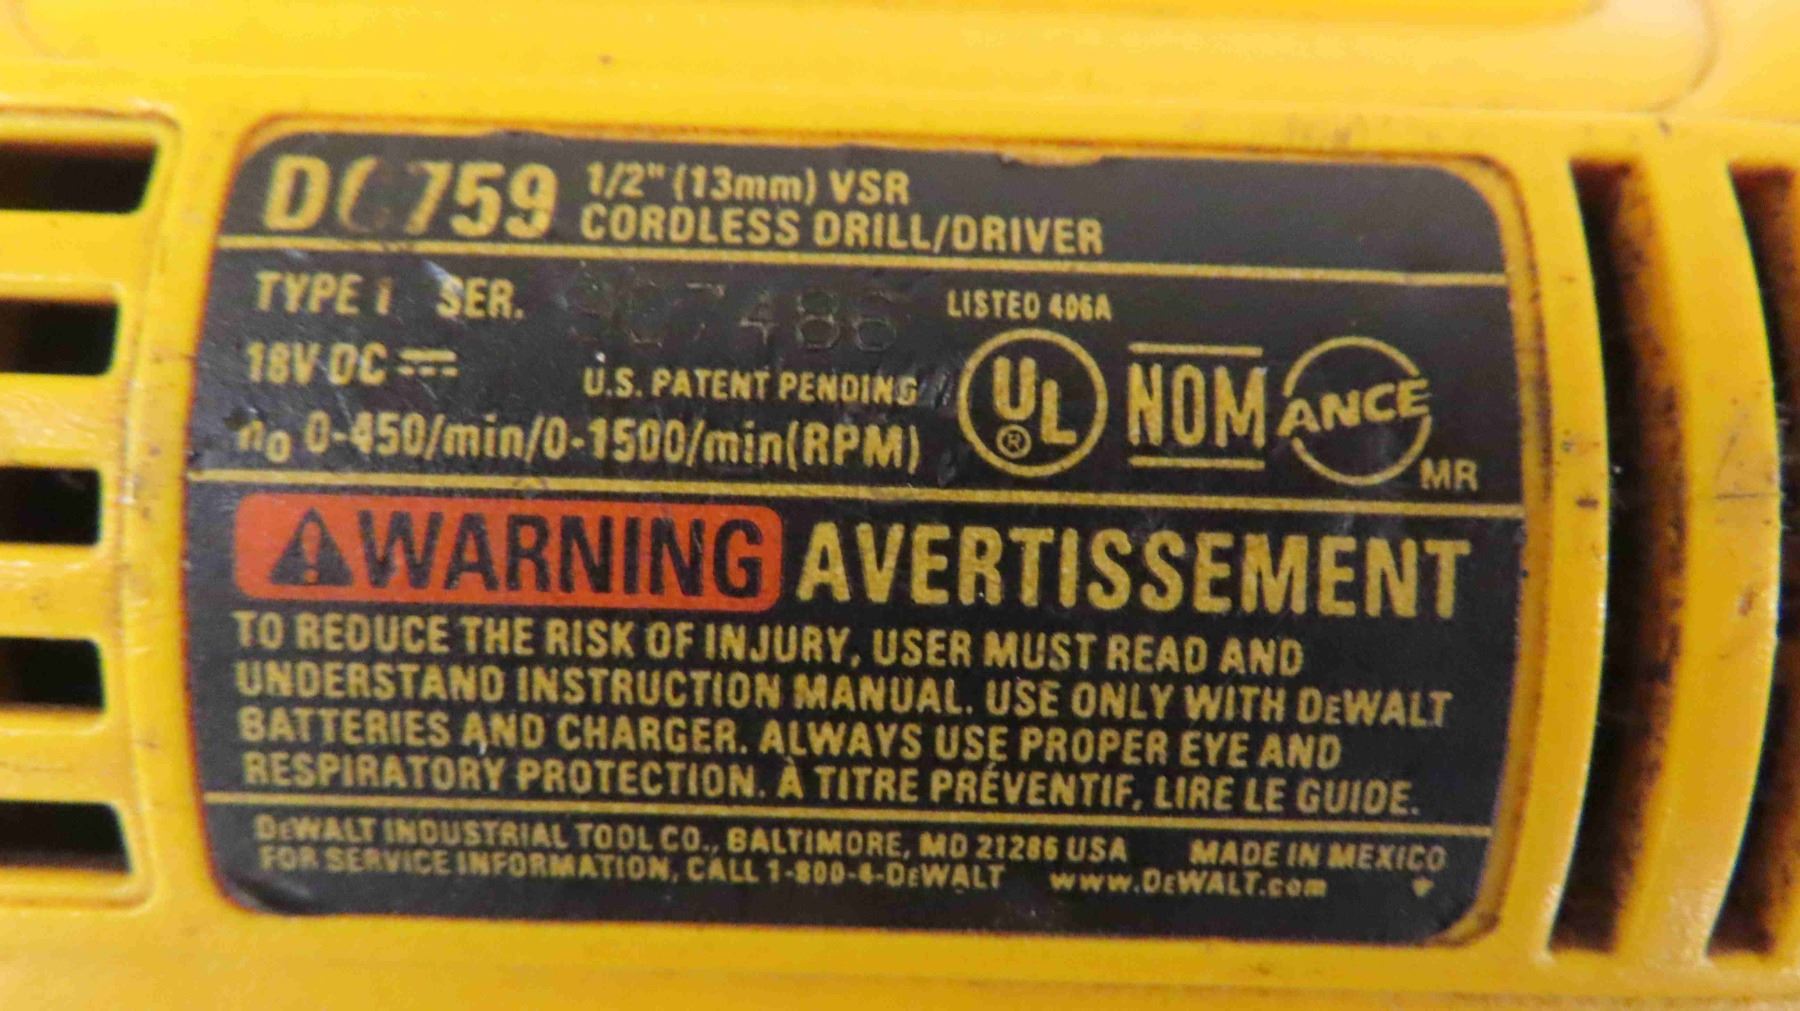 DC759 1/2" (13mm) VSR
CORDLESS DRILL/DRIVER
TYPE 1 SER. 907486 LISTED 406A
18V DC
U.S. PATENT PENDING
no 0-450/min/0-1500/min(RPM)
UL ® NOM ANCE MR
WARNING AVERTISSEMENT
TO REDUCE THE RISK OF INJURY, USER MUST READ AND
UNDERSTAND INSTRUCTION MANUAL. USE ONLY WITH DEWALT
BATTERIES AND CHARGER. ALWAYS USE PROPER EYE AND
RESPIRATORY PROTECTION. À TITRE PRÉVENTIF, LIRE LE GUIDE.
DEWALT INDUSTRIAL TOOL CO., BALTIMORE, MD 21286 USA MADE IN MEXICO
FOR SERVICE INFORMATION, CALL 1-800-4-DEWALT www.DEWALT.com